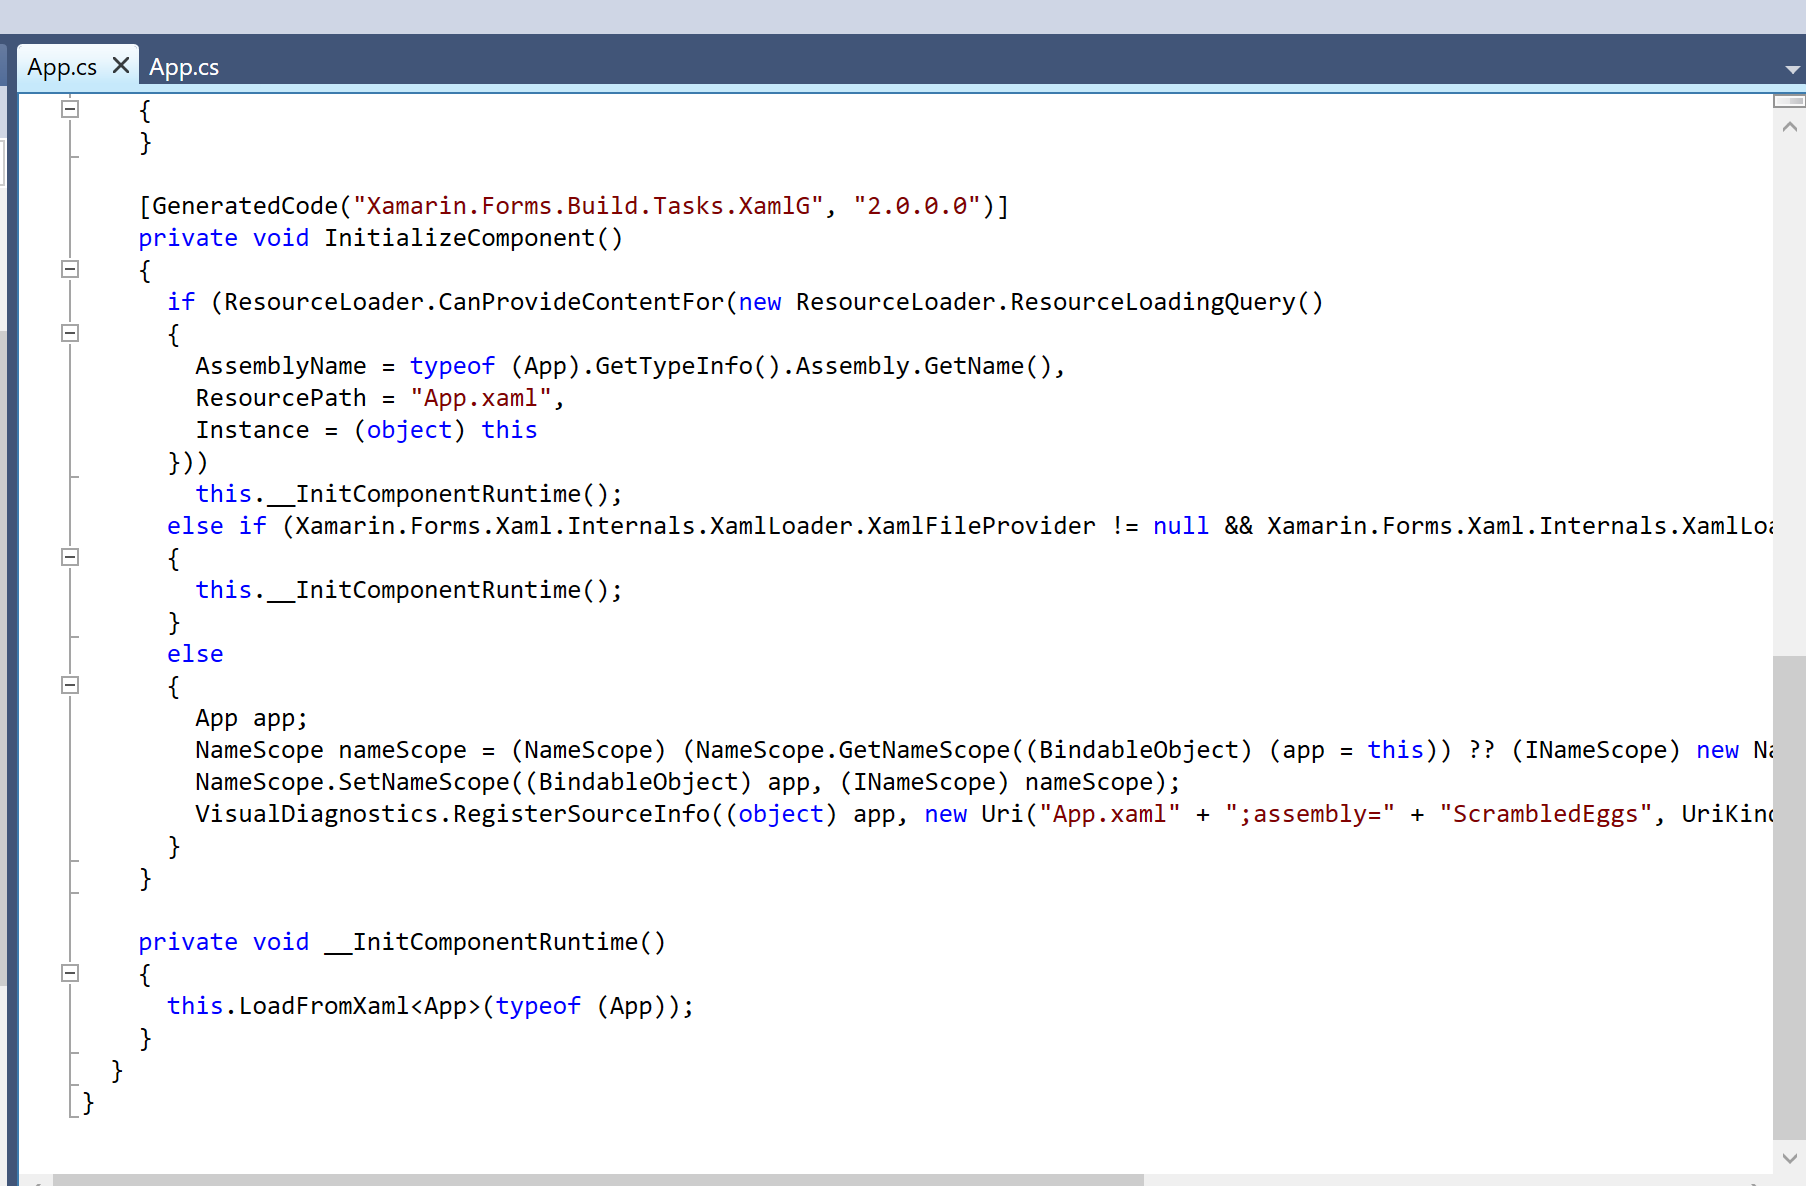 App.cs App.cs
{
}
[GeneratedCode("Xamarin.Forms.Build.Tasks.XamlG", "2.0.0.0")]
private void InitializeComponent()
{
if (ResourceLoader.CanProvideContentFor(new ResourceLoader.ResourceLoadingQuery()
{
AssemblyName = typeof (App).GetTypeInfo().Assembly.GetName(),
ResourcePath = "App.xaml",
Instance = (object) this
}))
this.__InitComponentRuntime();
else if (Xamarin.Forms.Xaml.Internals.XamlLoader.XamlFileProvider != null && Xamarin.Forms.Xaml.Internals.XamlLoa
{
this.__InitComponentRuntime();
}
else
{
App app;
NameScope nameScope = (NameScope) (NameScope.GetNameScope((BindableObject) (app = this)) ?? (INameScope) new Na
NameScope.SetNameScope((BindableObject) app, (INameScope) nameScope);
VisualDiagnostics.RegisterSourceInfo((object) app, new Uri("App.xaml" + ";assembly=" + "ScrambledEggs", UriKind
}
}
private void __InitComponentRuntime()
{
this.LoadFromXaml<App>(typeof (App));
}
}
}